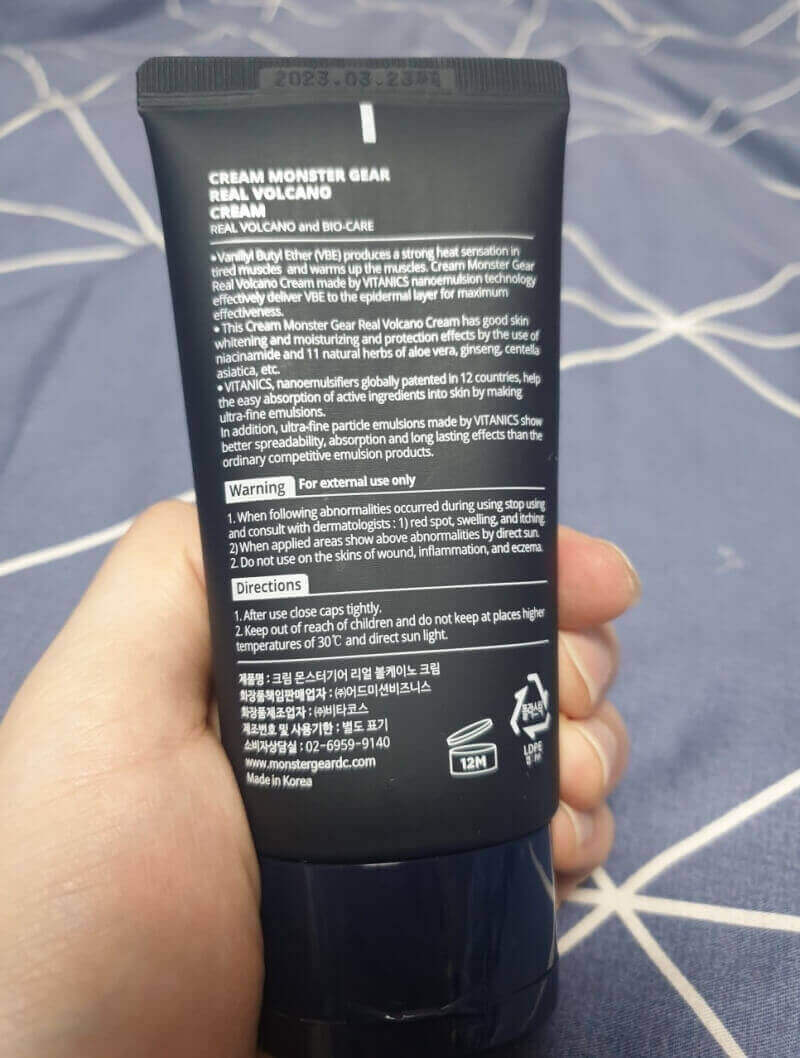 2023.03.23
CREAM MONSTER GEAR
REAL VOLCANO
CREAM
REAL VOLCANO and BIO-CARE
• Vanillyl Butyl Ether (VBE) produces a strong heat sensation in
tired muscles and warms up the muscles. Cream Monster Gear
Real Volcano Cream made by VITANICS nanoemulsion technology
effectively deliver VBE to the epidermal layer for maximum
effectiveness.
• This Cream Monster Gear Real Volcano Cream has good skin
whitening and moisturizing and protection effects by the use of
niacinamide and 11 natural herbs of aloe vera, ginseng, centella
asiatica, etc.
• VITANICS, nanoemulsifiers globally patented in 12 countries, help
the easy absorption of active ingredients into skin by making
ultra-fine emulsions.
In addition, ultra-fine particle emulsions made by VITANICS show
better spreadability, absorption and long lasting effects than the
ordinary competitive emulsion products.
Warning For external use only
1. When following abnormalities occurred during using stop using
and consult with dermatologists : 1) red spot, swelling, and itching.
2) When applied areas show above abnormalities by direct sun.
2. Do not use on the skins of wound, inflammation, and eczema.
Directions
1. After use close caps tightly.
2. Keep out of reach of children and do not keep at places higher
temperatures of 30℃ and direct sun light.
제품명 : 크림 몬스터기어 리얼 볼케이노 크림
화장품책임판매업자 : ㈜어드미션비즈니스
화장품제조업자 : ㈜비타코스
제조번호 및 사용기한 : 별도 표기
소비자상담실 : 02-6959-9140
www.monstergeardc.com
Made in Korea
12M
플라스틱
LDPE